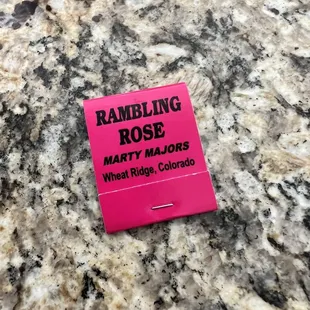 RAMBLING
ROSE
MARTY MAJORS
Wheat Ridge, Colorado